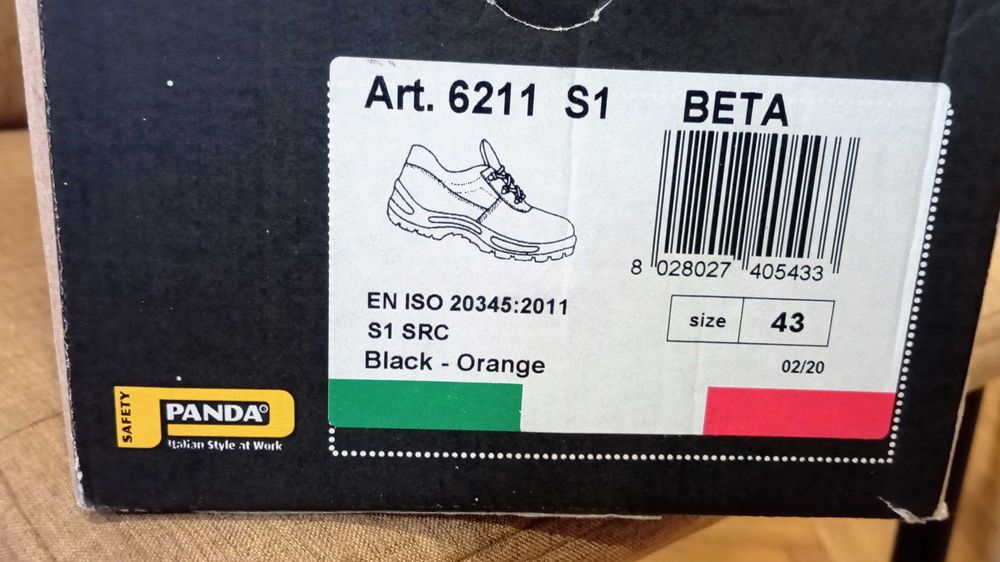 Art. 6211 S1 BETA
8 028027 405433
EN ISO 20345:2011
S1 SRC
Black - Orange
size 43
02/20
SAFETY
PANDA®
Italian Style at Work